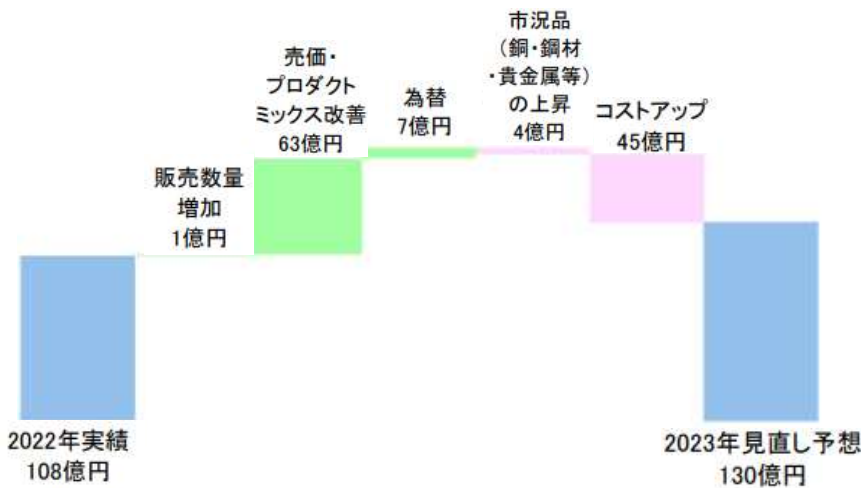 2022年実績
108億円
販売数量
増加
1億円
売価・
プロダクト
ミックス改善
63億円
為替
7億円
市況品
(銅・鋼材
・貴金属等)
の上昇
4億円
コストアップ
45億円
2023年見直し予想
130億円